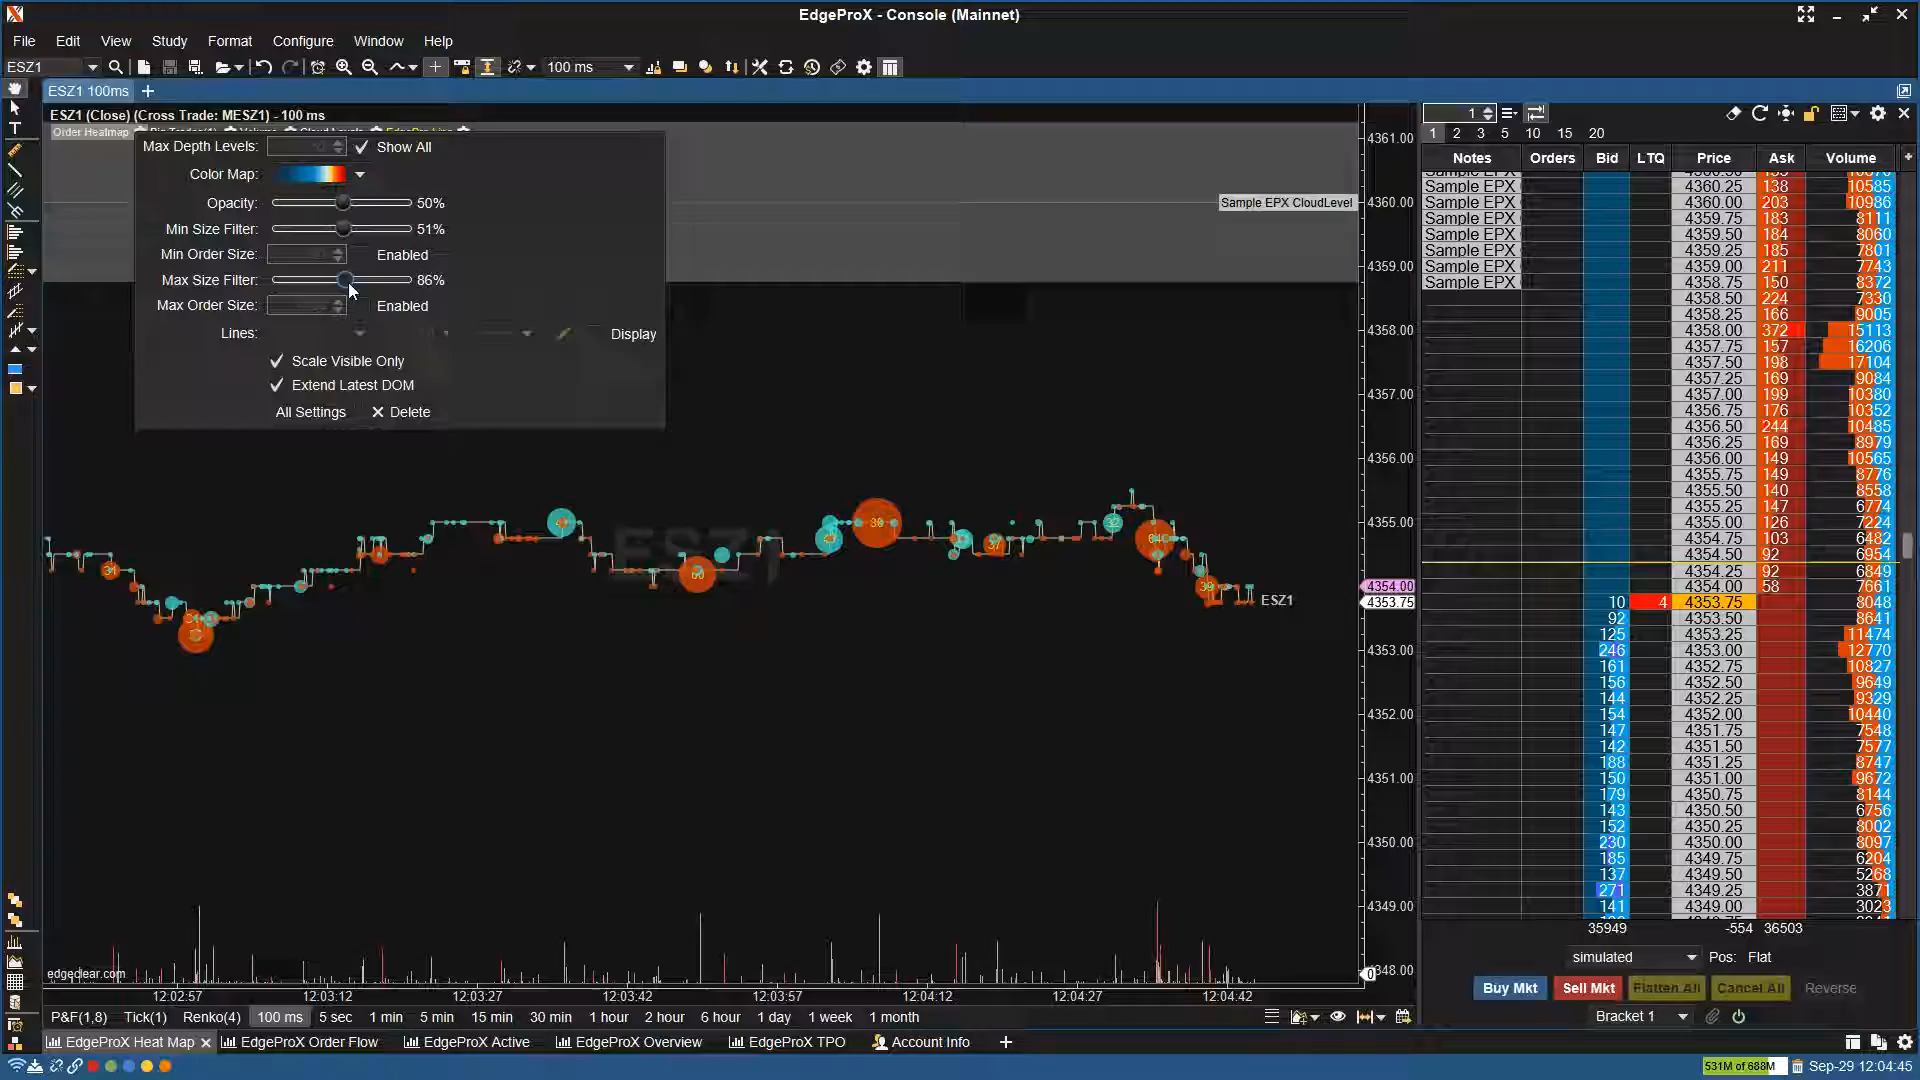 EdgeProX - Console (Mainnet)
File Edit View Study Format Configure Window Help
ESZ1 100 ms
ESZ1 100ms +
ESZ1 (Close) (Cross Trade: MESZ1) - 100 ms
Order Heatmap
Max Depth Levels: Show All
Color Map:
Opacity: 50%
Min Size Filter: 51%
Min Order Size: Enabled
Max Size Filter: 86%
Max Order Size: Enabled
Lines: Display
Scale Visible Only
Extend Latest DOM
All Settings Delete
Sample EPX CloudLevel
ESZ1
ESZ1
edgeclear.com
4361.00
4360.00
4359.00
4358.00
4357.00
4356.00
4355.00
4354.00
4353.75
4353.00
4352.00
4351.00
4350.00
4349.00
4348.00
12:02:57 12:03:12 12:03:27 12:03:42 12:03:57 12:04:12 12:04:27 12:04:42
P&F(1,8) Tick(1) Renko(4) 100 ms 5 sec 1 min 5 min 15 min 30 min 1 hour 2 hour 6 hour 1 day 1 week 1 month
EdgeProX Heat Map EdgeProX Order Flow EdgeProX Active EdgeProX Overview EdgeProX TPO Account Info +
1
1 2 3 5 10 15 20
Notes Orders Bid LTQ Price Ask Volume
Sample EPX 4360.25 138 10585
Sample EPX 4360.00 203 10986
Sample EPX 4359.75 183 8111
Sample EPX 4359.50 184 8060
Sample EPX 4359.25 185 7801
Sample EPX 4359.00 211 7743
Sample EPX 4358.75 150 8372
4358.50 224 7330
4358.25 166 9005
4358.00 372 15113
4357.75 157 16206
4357.50 198 17104
4357.25 169 9084
4357.00 199 10380
4356.75 176 10352
4356.50 244 10485
4356.25 169 8979
4356.00 149 10565
4355.75 149 8776
4355.50 140 8558
4355.25 147 6774
4355.00 126 7224
4354.75 103 6482
4354.50 92 6954
4354.25 92 6849
4354.00 58 7661
10 4 4353.75 8048
92 4353.50 8641
125 4353.25 11474
246 4353.00 12770
161 4352.75 10827
156 4352.50 9649
144 4352.25 9329
154 4352.00 10440
147 4351.75 7548
142 4351.50 7577
188 4351.25 8747
150 4351.00 9672
179 4350.75 8144
143 4350.50 6756
152 4350.25 8002
230 4350.00 8097
185 4349.75 6204
137 4349.50 5268
271 4349.25 3871
141 4349.00 3023
35949 -554 36503
simulated Pos: Flat
Buy Mkt Sell Mkt Flatten All Cancel All Reverse
Bracket 1
531M of 688M Sep-29 12:04:45